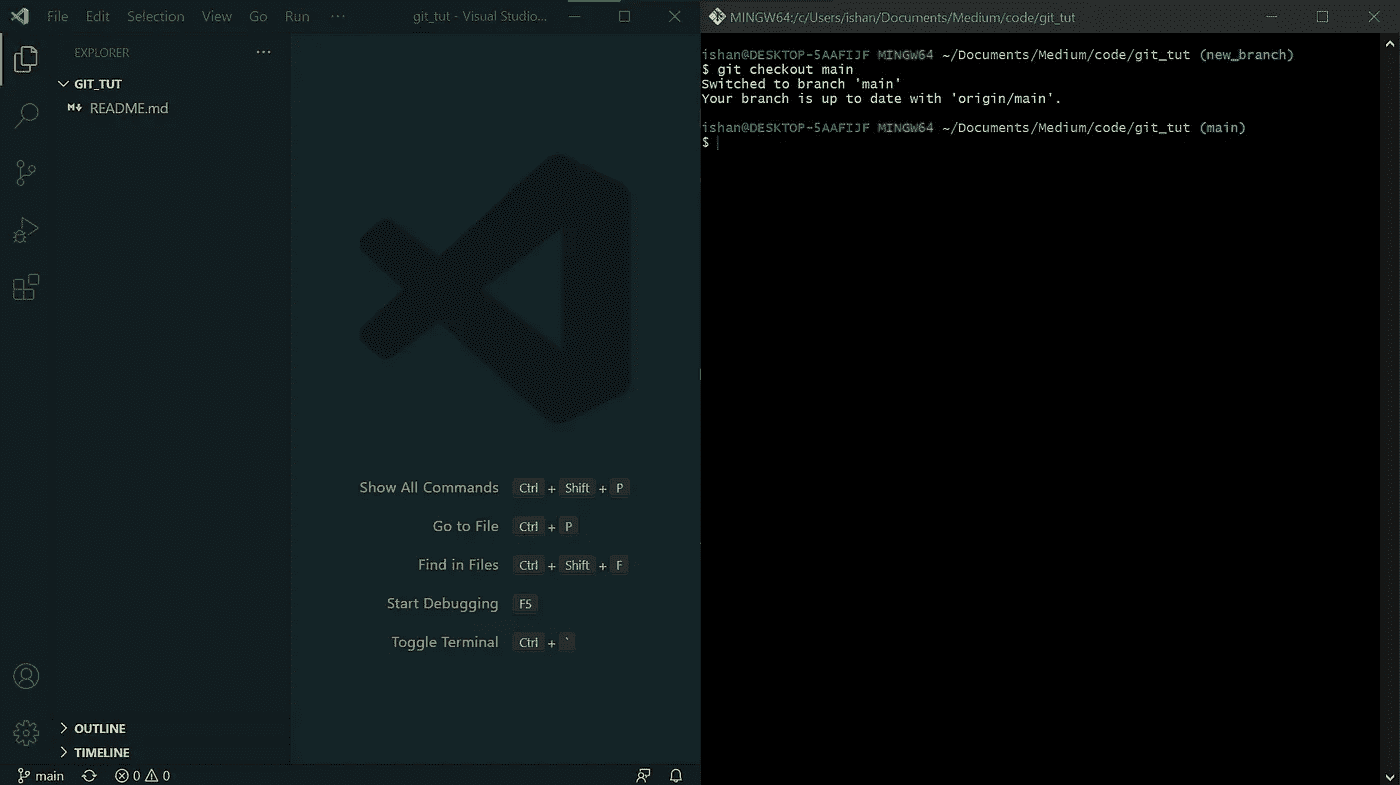 File Edit Selection View Go Run ··· git_tut - Visual Studio...
EXPLORER ···
GIT_TUT
README.md
Show All Commands Ctrl + Shift + P
Go to File Ctrl + P
Find in Files Ctrl + Shift + F
Start Debugging F5
Toggle Terminal Ctrl + `
OUTLINE
TIMELINE
main 0 0
MINGW64:/c/Users/ishan/Documents/Medium/code/git_tut
ishan@DESKTOP-5AAFIJF MINGW64 ~/Documents/Medium/code/git_tut (new_branch)
$ git checkout main
Switched to branch 'main'
Your branch is up to date with 'origin/main'.
ishan@DESKTOP-5AAFIJF MINGW64 ~/Documents/Medium/code/git_tut (main)
$